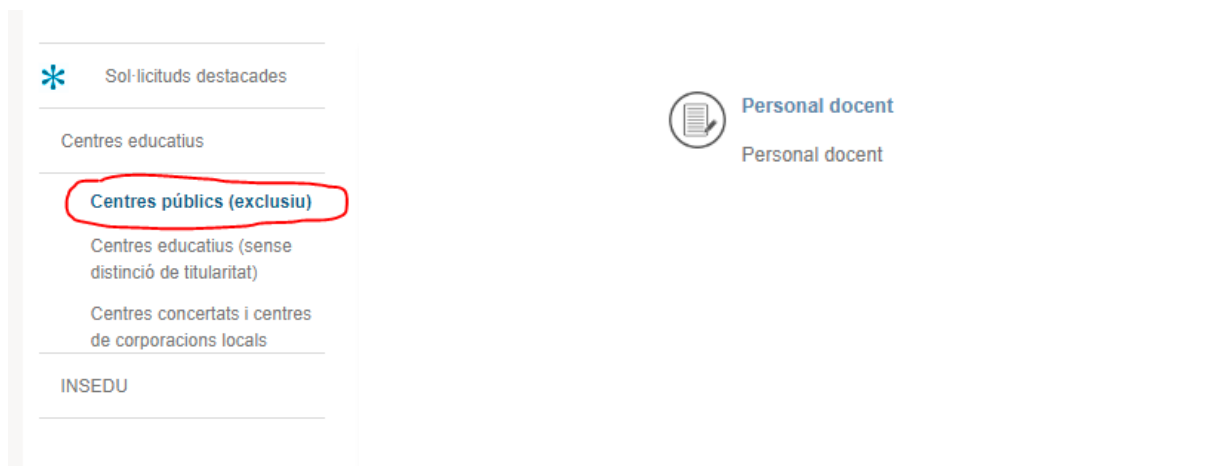 Sol·licituds destacades
Centres educatius
Centres públics (exclusiu)
Centres educatius (sense
distinció de titularitat)
Centres concertats i centres
de corporacions locals
INSEDU
Personal docent
Personal docent